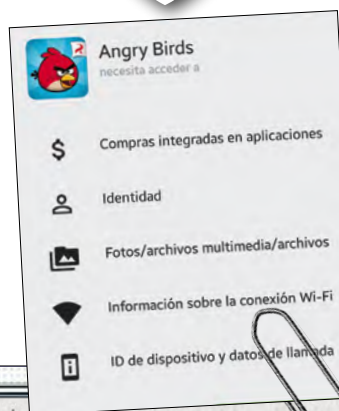 Angry Birds
necesita acceder a
$
Compras integradas en aplicaciones
Identidad
Fotos/archivos multimedia/archivos
Información sobre la conexión Wi-Fi
ID de dispositivo y datos de llamada